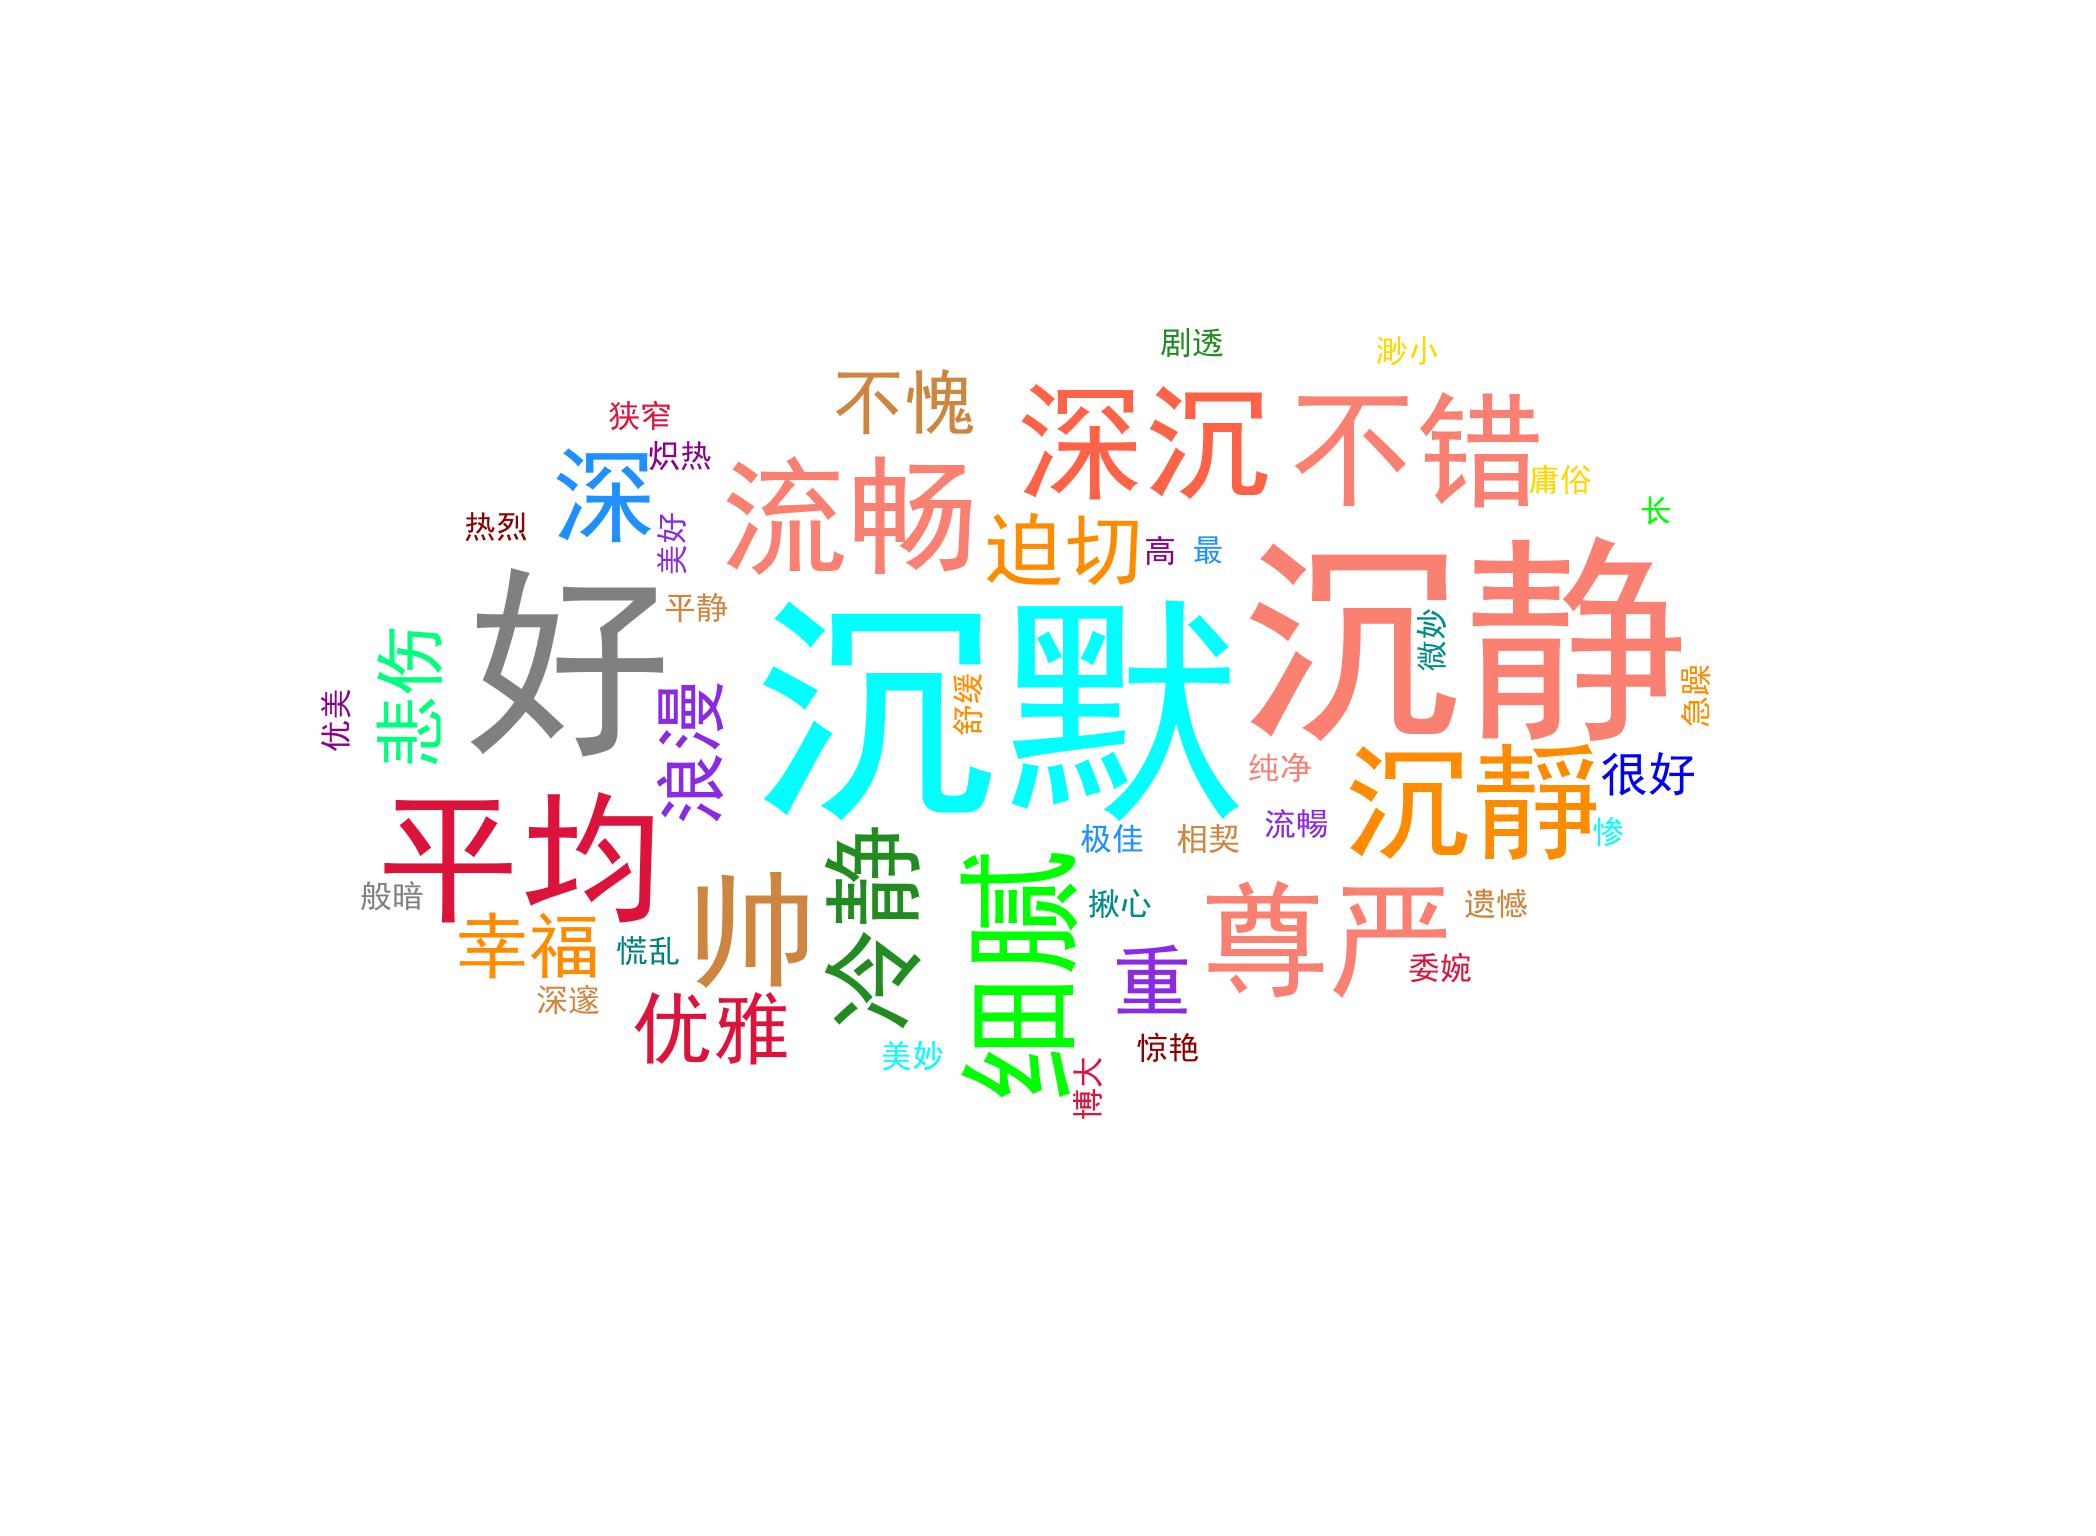 剧透
渺小
不愧
深沉
不错
狭窄
炽热
深
流畅
庸俗
长
热烈
美好
迫切
高
最
好
平静
沉默
沉静
微妙
悲伤
浪漫
舒缓
优美
急躁
纯净
沉靜
很好
平均
极佳
相契
流暢
惨
般暗
帅
冷静
细腻
揪心
尊严
遗憾
幸福
慌乱
重
委婉
深邃
优雅
美妙
惊艳
博大